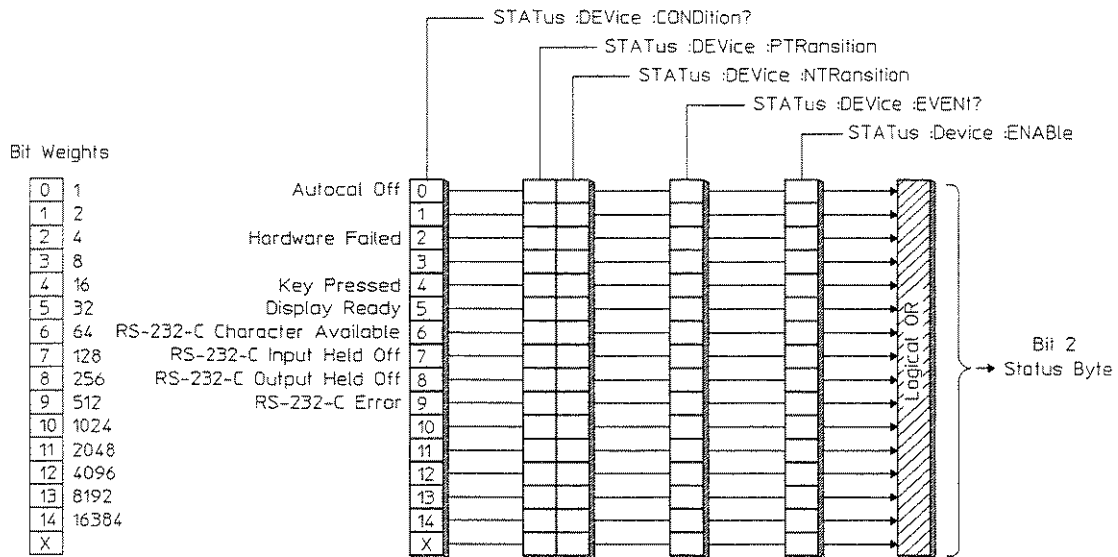 STATus :DEVice :CONDition?
STATus :DEVice :PTRansition
STATus :DEVice :NTRansition
STATus :DEVice :EVENt?
STATus :Device :ENABle
Bit Weights
0 1
1 2
2 4
3 8
4 16
5 32
6 64
7 128
8 256
9 512
10 1024
11 2048
12 4096
13 8192
14 16384
X
Autocal Off 0
1
Hardware Failed 2
3
Key Pressed 4
Display Ready 5
RS-232-C Character Available 6
RS-232-C Input Held Off 7
RS-232-C Output Held Off 8
RS-232-C Error 9
10
11
12
13
14
X
Logical OR
Bit 2
Status Byte